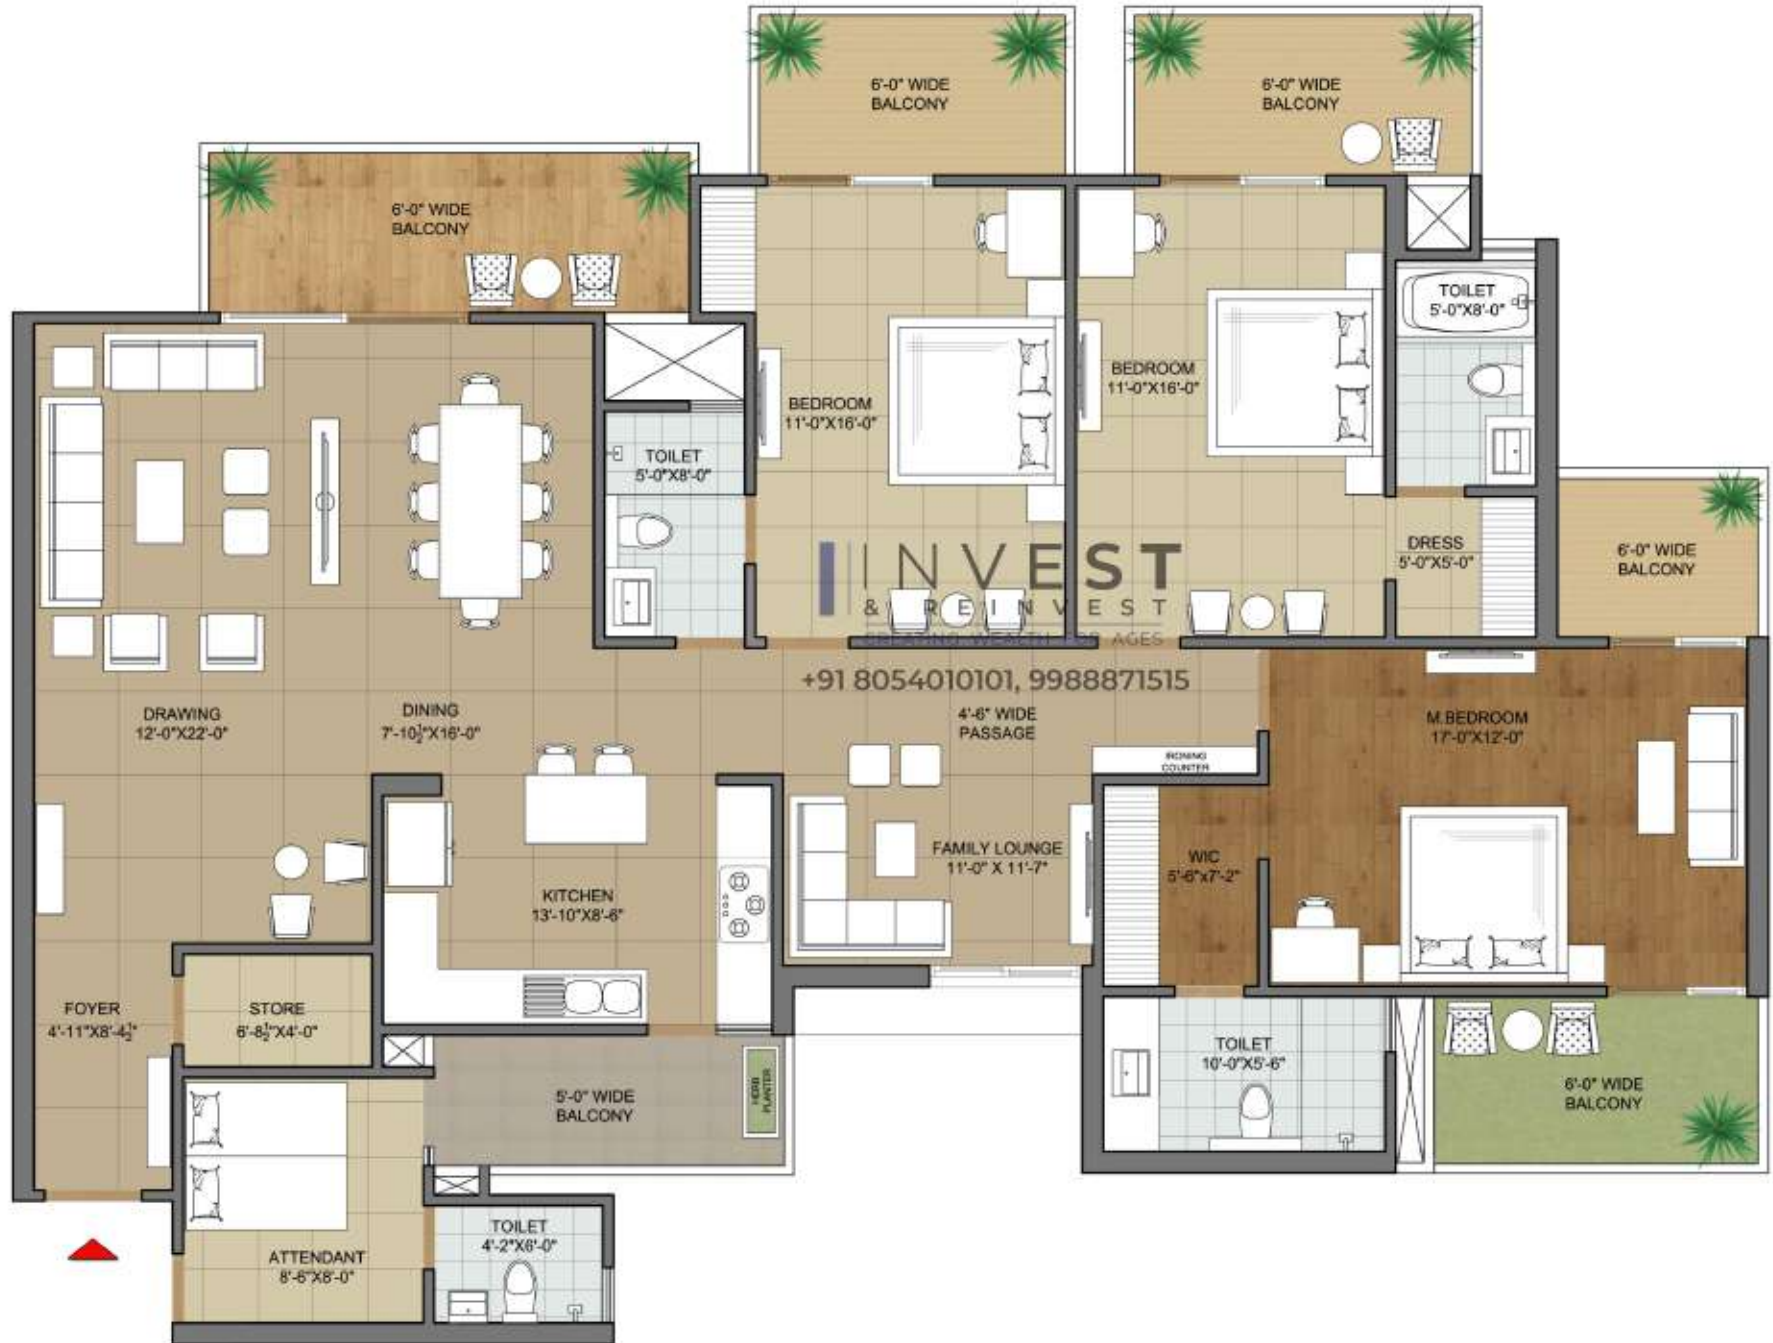 6'-0" WIDE
BALCONY
6'-0" WIDE
BALCONY
6'-0" WIDE
BALCONY
TOILET
5'-0"X8'-0"
BEDROOM
11'-0"X16'-0"
BEDROOM
11'-0"X16'-0"
TOILET
5'-0"X8'-0"
DRESS
5'-0"X5'-0"
6'-0" WIDE
BALCONY
INVEST
& REINVEST
CREATING WEALTH FOR AGES
+91 8054010101, 9988871515
DRAWING
12'-0"X22'-0"
DINING
7'-10½"X16'-0"
4'-6" WIDE
PASSAGE
M.BEDROOM
17'-0"X12'-0"
IRONING
COUNTER
FAMILY LOUNGE
11'-0" X 11'-7"
WIC
5'-6"x7'-2"
KITCHEN
13'-10"X8'-6"
FOYER
4'-11"X8'-4½"
STORE
6'-8½"X4'-0"
TOILET
10'-0"X5'-6"
5'-0" WIDE
BALCONY
HERB
PLANTER
6'-0" WIDE
BALCONY
ATTENDANT
8'-6"X8'-0"
TOILET
4'-2"X6'-0"